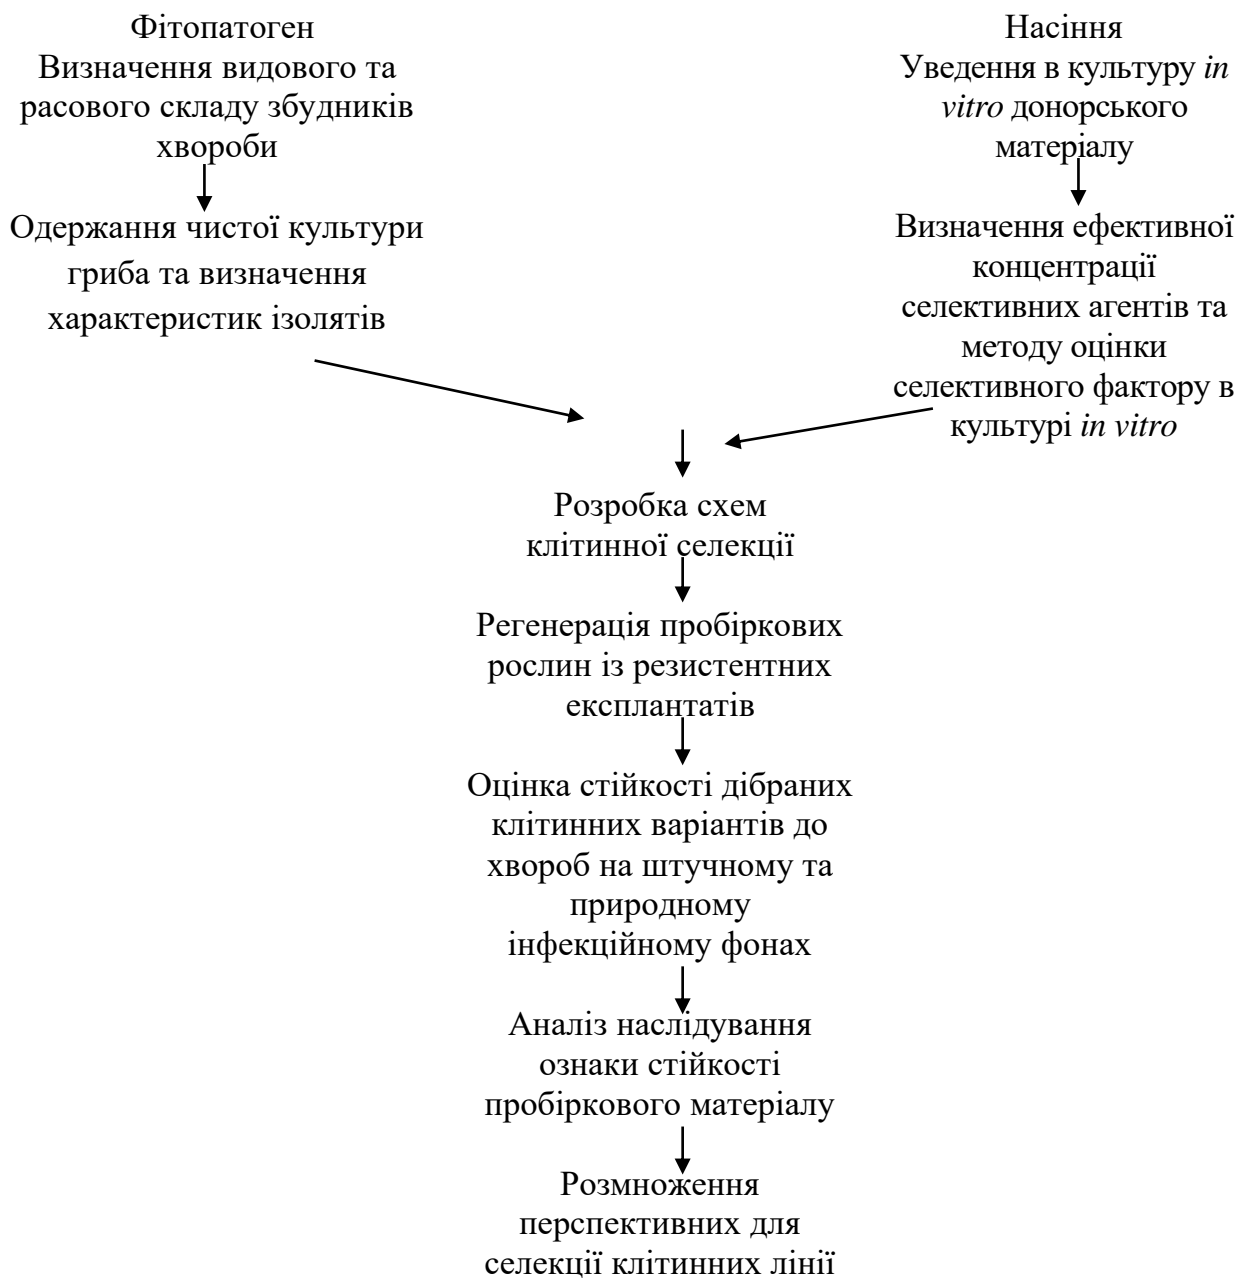 Фітопатоген
Визначення видового та
расового складу збудників
хвороби
Одержання чистої культури
гриба та визначення
характеристик ізолятів
Насіння
Уведення в культуру in
vitro донорського
матеріалу
Визначення ефективної
концентрації
селективних агентів та
методу оцінки
селективного фактору в
культурі in vitro
Розробка схем
клітинної селекції
Регенерація пробіркових
рослин із резистентних
експлантатів
Оцінка стійкості дібраних
клітинних варіантів до
хвороб на штучному та
природному
інфекційному фонах
Аналіз наслідування
ознаки стійкості
пробіркового матеріалу
Розмноження
перспективних для
селекції клітинних лінії